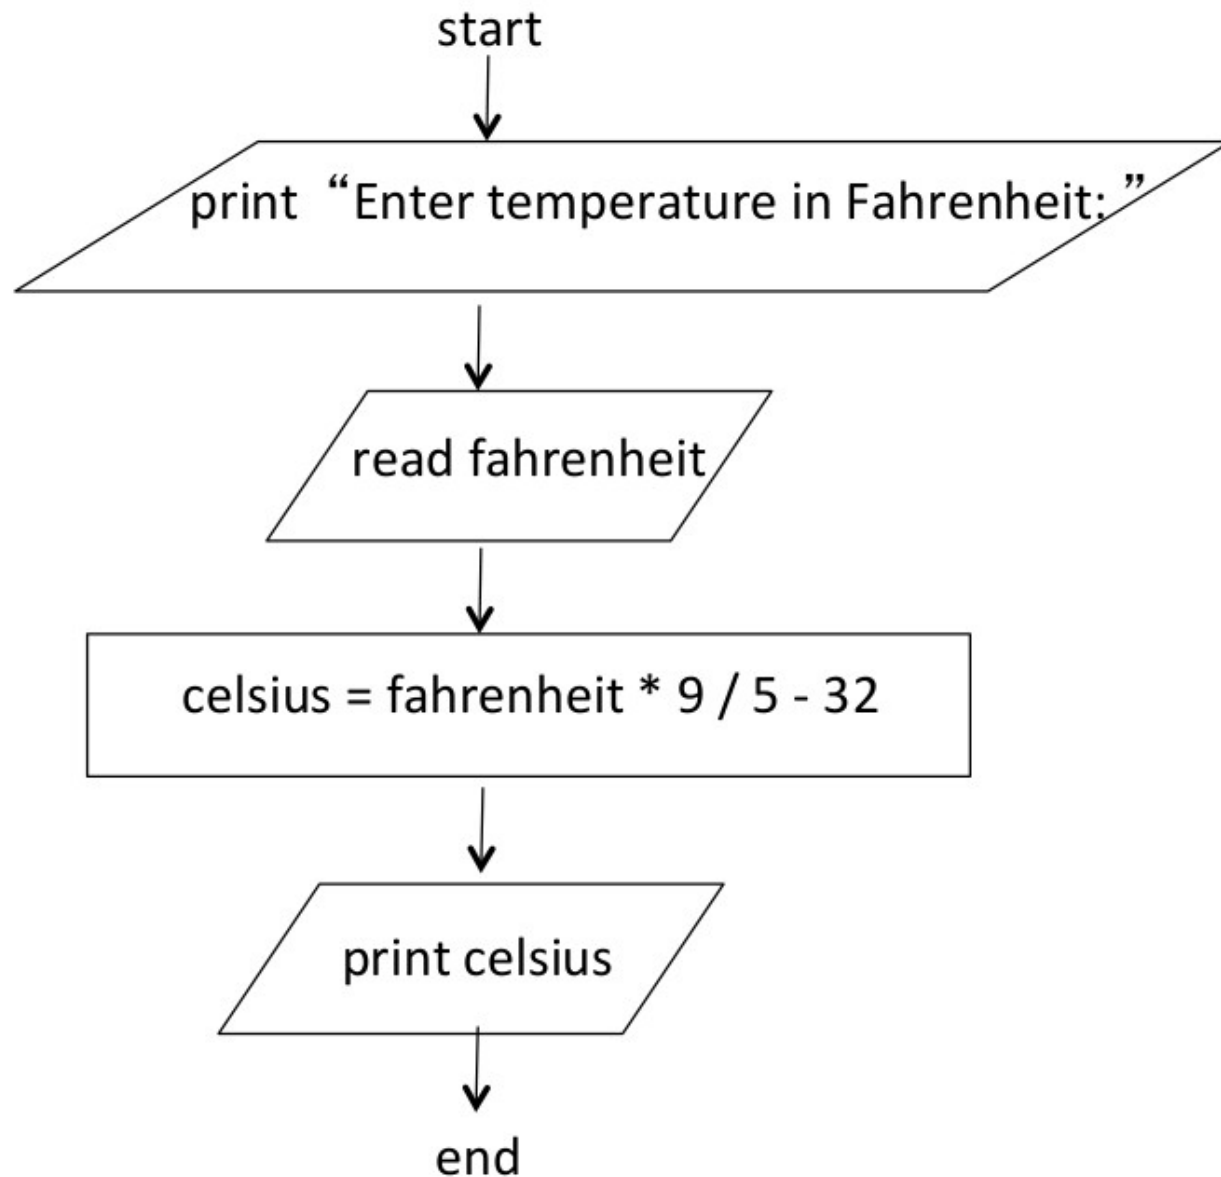 start
print “Enter temperature in Fahrenheit: ”
read fahrenheit
celsius = fahrenheit * 9 / 5 - 32
print celsius
end